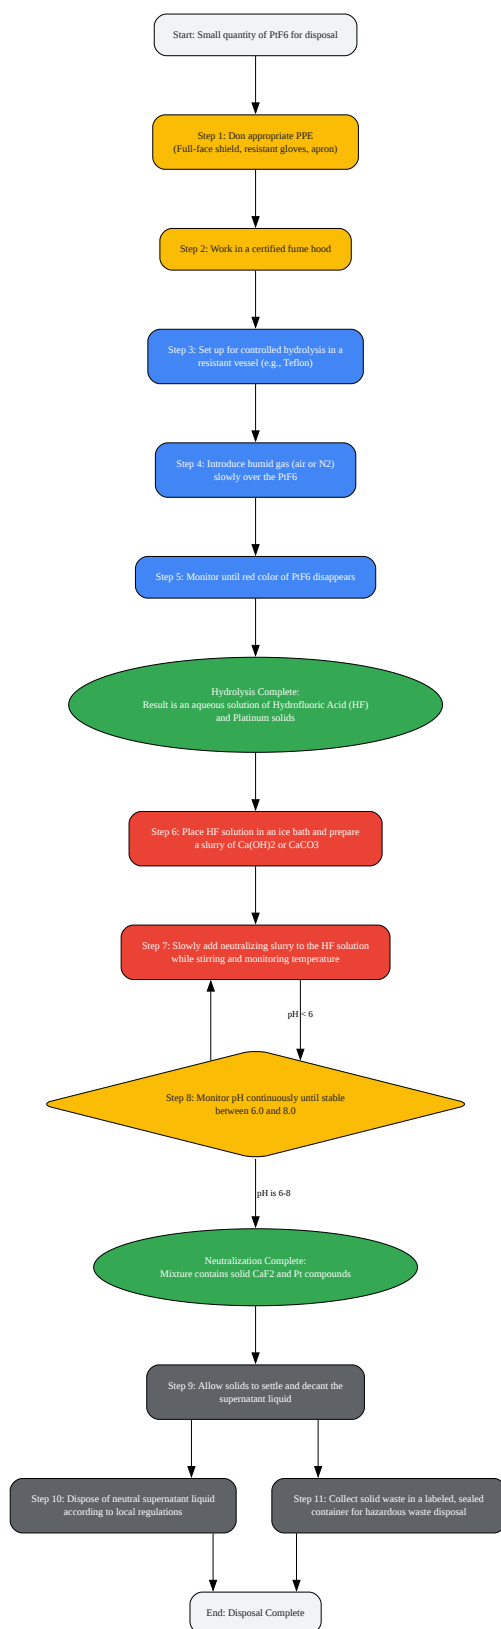 Start: Small quantity of PtF6 for disposal
Step 1: Don appropriate PPE
(Full-face shield, resistant gloves, apron)
Step 2: Work in a certified fume hood
Step 3: Set up for controlled hydrolysis in a
resistant vessel (e.g., Teflon)
Step 4: Introduce humid gas (air or N2)
slowly over the PtF6
Step 5: Monitor until red color of PtF6 disappears
Hydrolysis Complete:
Result is an aqueous solution of Hydrofluoric Acid (HF)
and Platinum solids
Step 6: Place HF solution in an ice bath and prepare
a slurry of Ca(OH)2 or CaCO3
Step 7: Slowly add neutralizing slurry to the HF solution
while stirring and monitoring temperature
pH < 6
Step 8: Monitor pH continuously until stable
between 6.0 and 8.0
pH is 6-8
Neutralization Complete:
Mixture contains solid CaF2 and Pt compounds
Step 9: Allow solids to settle and decant the
supernatant liquid
Step 10: Dispose of neutral supernatant liquid
according to local regulations
Step 11: Collect solid waste in a labeled, sealed
container for hazardous waste disposal
End: Disposal Complete